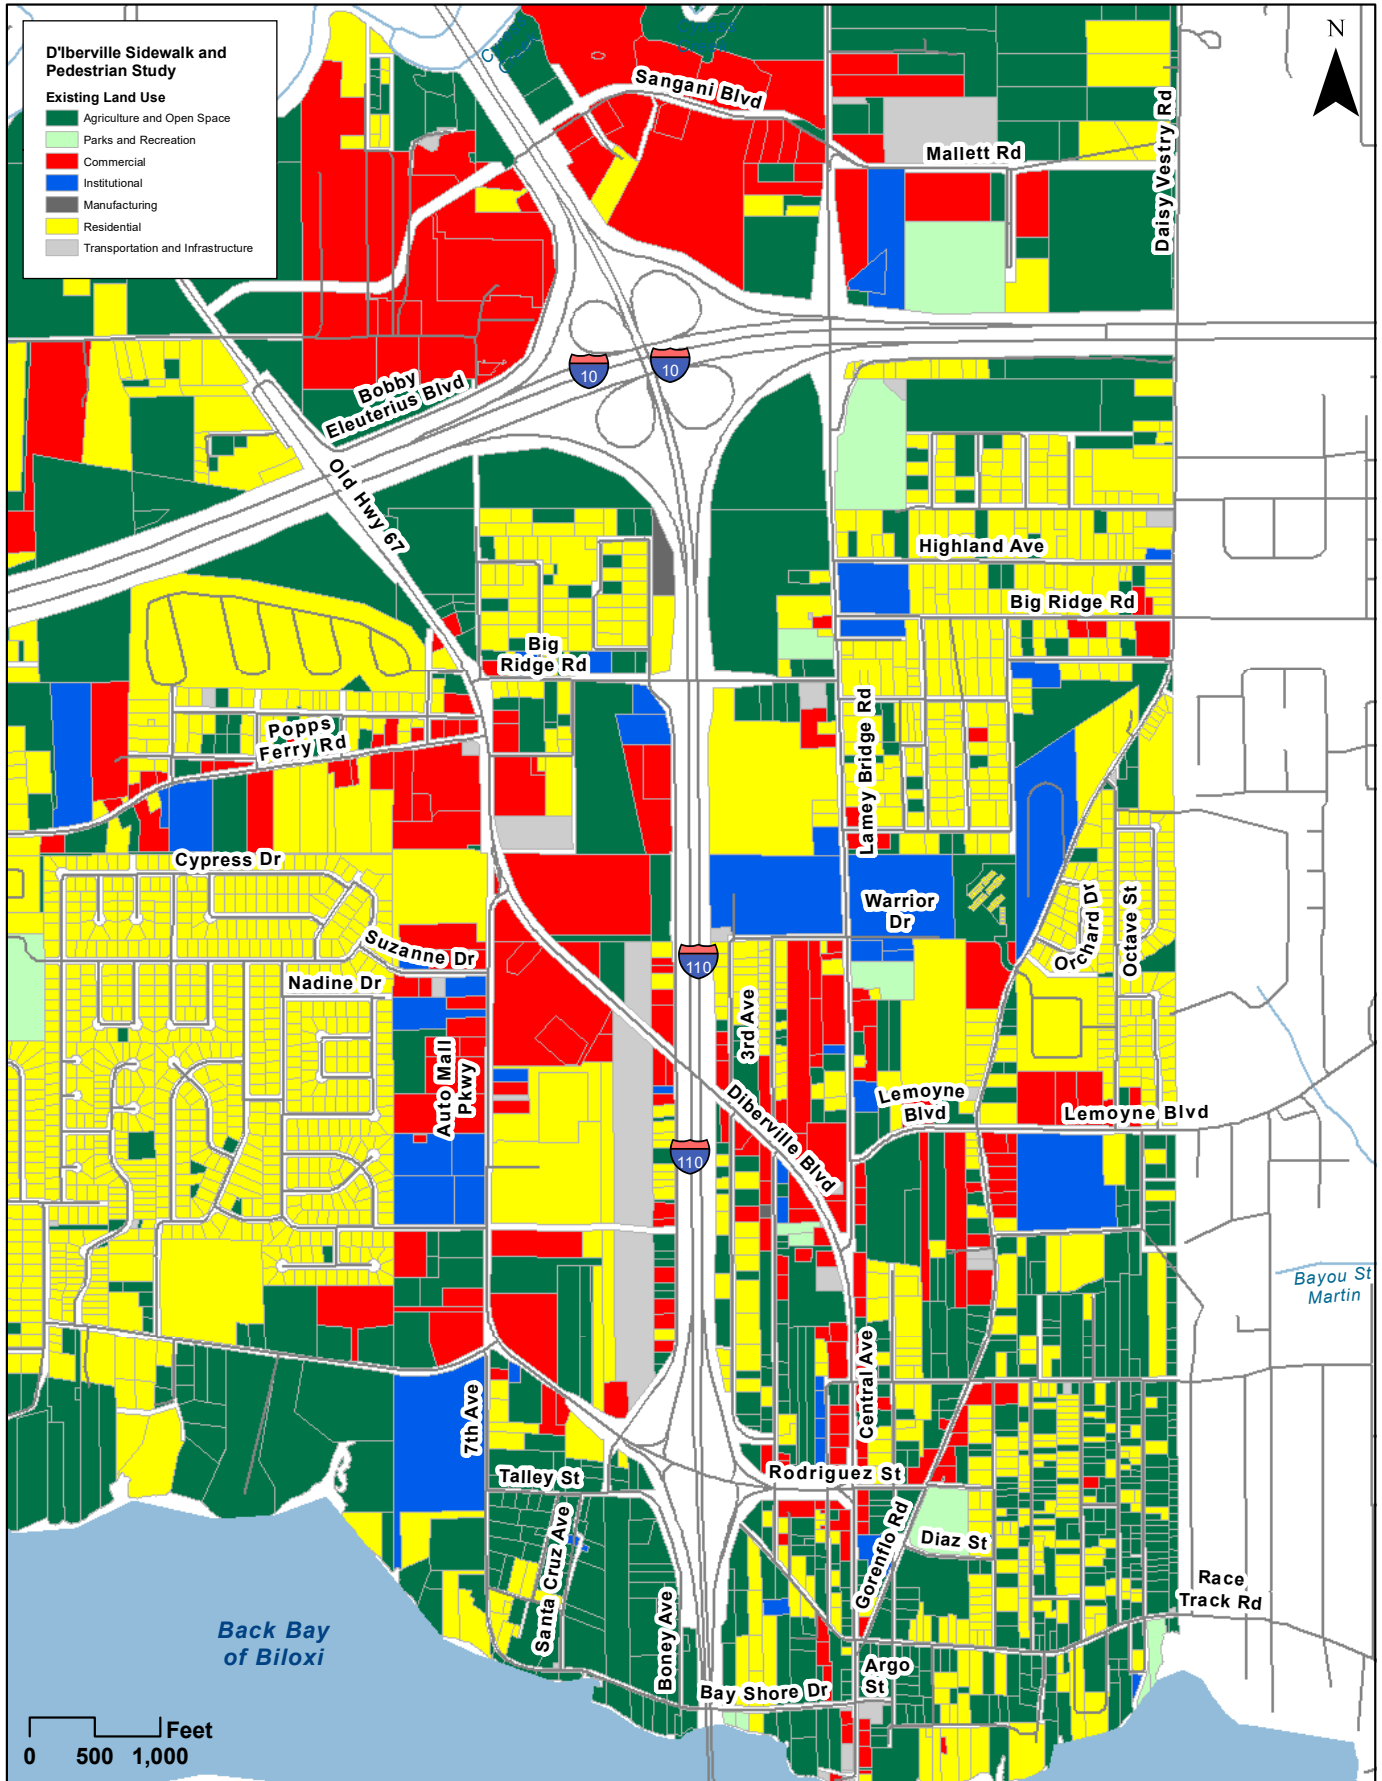 D'Iberville Sidewalk and
Pedestrian Study
Existing Land Use
Agriculture and Open Space
Parks and Recreation
Commercial
Institutional
Manufacturing
Residential
Transportation and Infrastructure
N
Sangani Blvd
Mallett Rd
Daisy Vestry Rd
10
10
Bobby
Eleuterius Blvd
Old Hwy 67
Highland Ave
Big Ridge Rd
Big
Ridge Rd
Lamey Bridge Rd
Popps
Ferry Rd
Cypress Dr
Warrior
Dr
Orchard Dr
Octave St
Suzanne Dr
Nadine Dr
110
3rd Ave
Auto Mall
Pkwy
Diberville Blvd
Lemoyne
Blvd
Lemoyne Blvd
110
Bayou St
Martin
Central Ave
7th Ave
Talley St
Rodriguez St
Santa Cruz Ave
Gorenflo Rd
Diaz St
Race
Track Rd
Back Bay
of Biloxi
Boney Ave
Argo
St
Bay Shore Dr
Feet
0 500 1,000